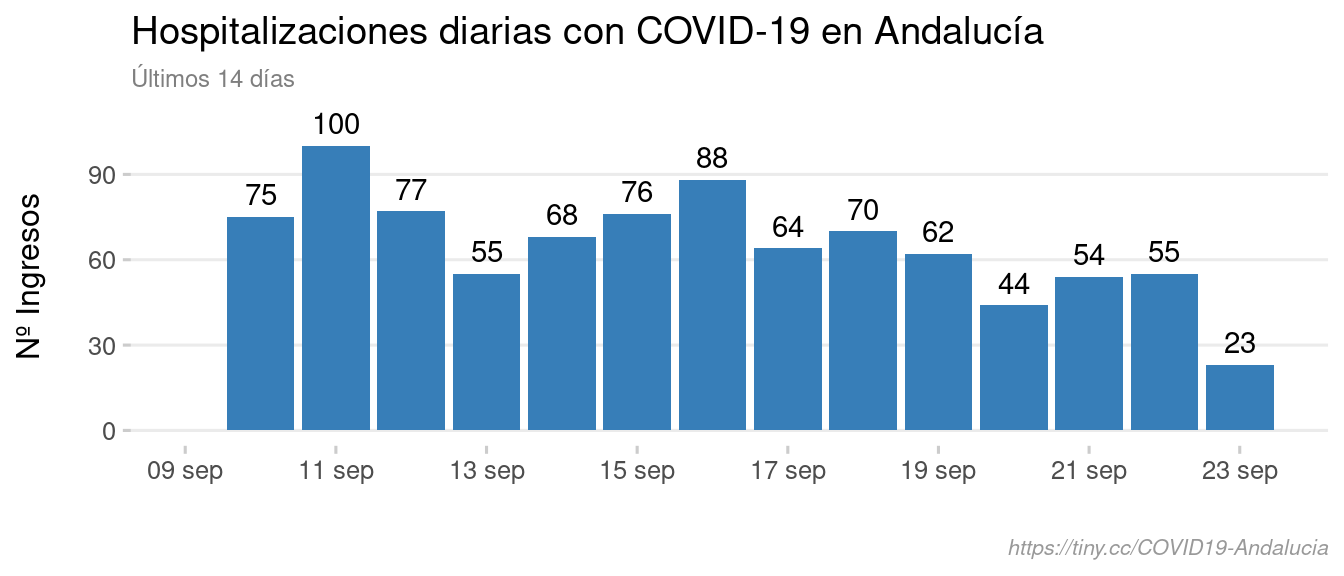 Hospitalizaciones diarias con COVID-19 en Andalucía
Últimos 14 días
Nº Ingresos
90
60
30
0
75
100
77
55
68
76
88
64
70
62
44
54
55
23
09 sep
11 sep
13 sep
15 sep
17 sep
19 sep
21 sep
23 sep
https://tiny.cc/COVID19-Andalucia